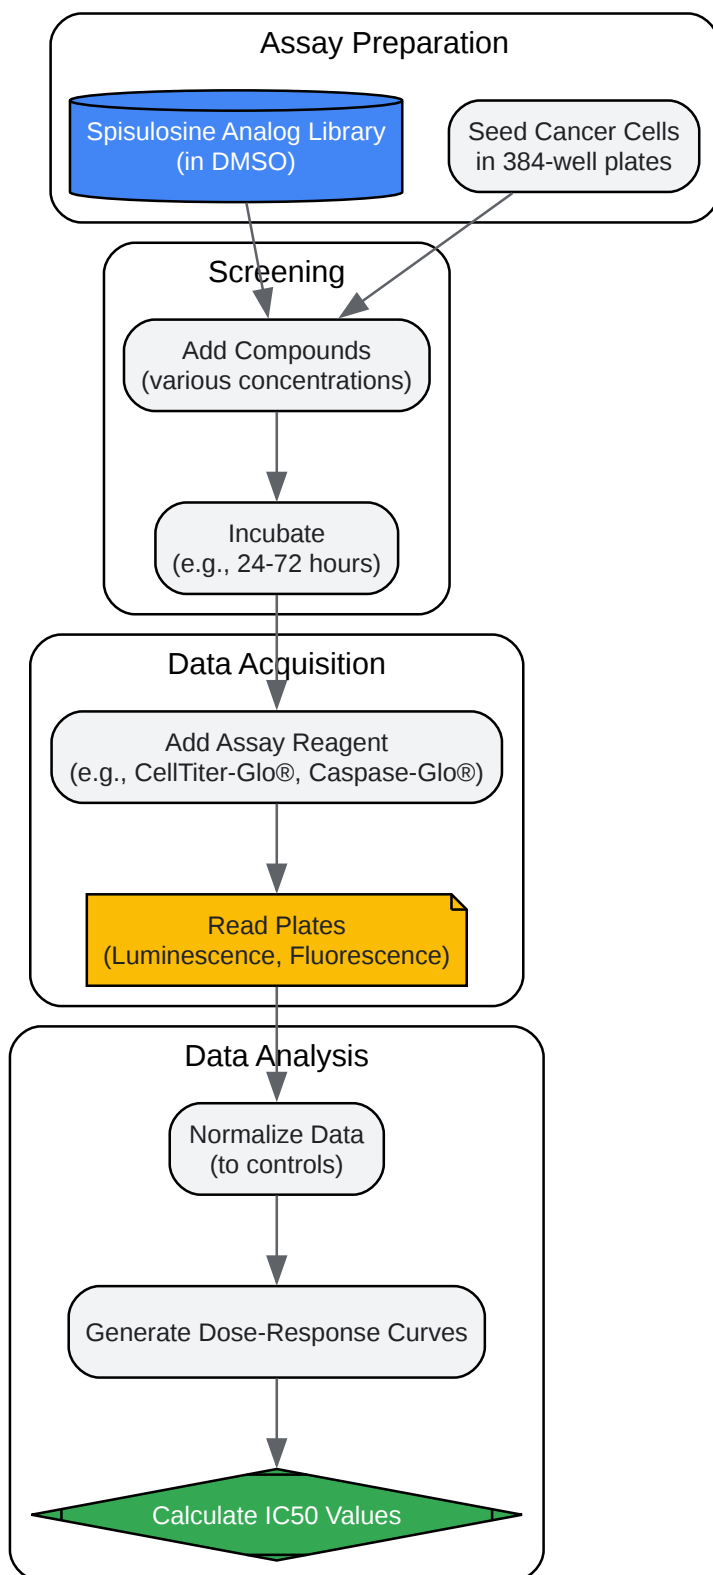 Assay Preparation
Spisulosine Analog Library
(in DMSO)
Seed Cancer Cells
in 384-well plates
Screening
Add Compounds
(various concentrations)
Incubate
(e.g., 24-72 hours)
Data Acquisition
Add Assay Reagent
(e.g., CellTiter-Glo®, Caspase-Glo®)
Read Plates
(Luminescence, Fluorescence)
Data Analysis
Normalize Data
(to controls)
Generate Dose-Response Curves
Calculate IC50 Values